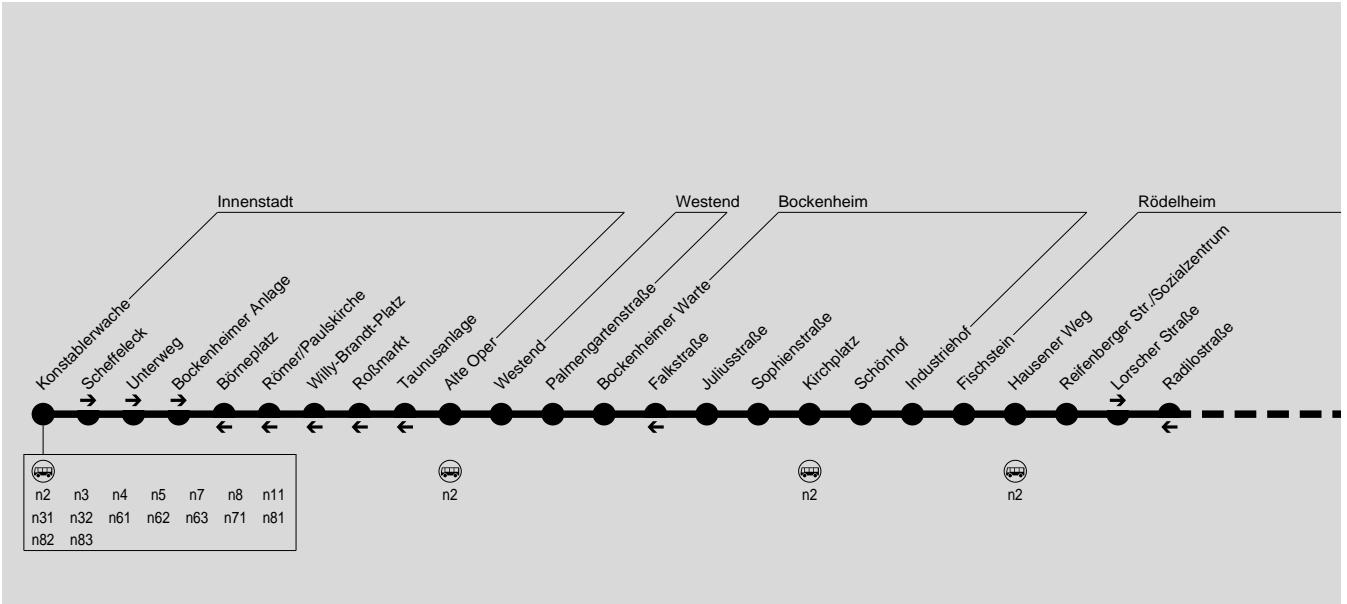 Innenstadt
Westend
Bockenheim
Rödelheim
Konstablerwache
Scheffeleck
Unterweg
Bockenheimer Anlage
Börneplatz
Römer/Paulskirche
Willy-Brandt-Platz
Roßmarkt
Taunusanlage
Alte Oper
Westend
Palmengartenstraße
Bockenheimer Warte
Falkstraße
Juliusstraße
Sophienstraße
Kirchplatz
Schönhof
Industriehof
Fischstein
Hausener Weg
Reifenberger Str./Sozialzentrum
Lorscher Straße
Radilostraße
n2 n3 n4 n5 n7 n8 n11
n31 n32 n61 n62 n63 n71 n81
n82 n83
n2
n2
n2